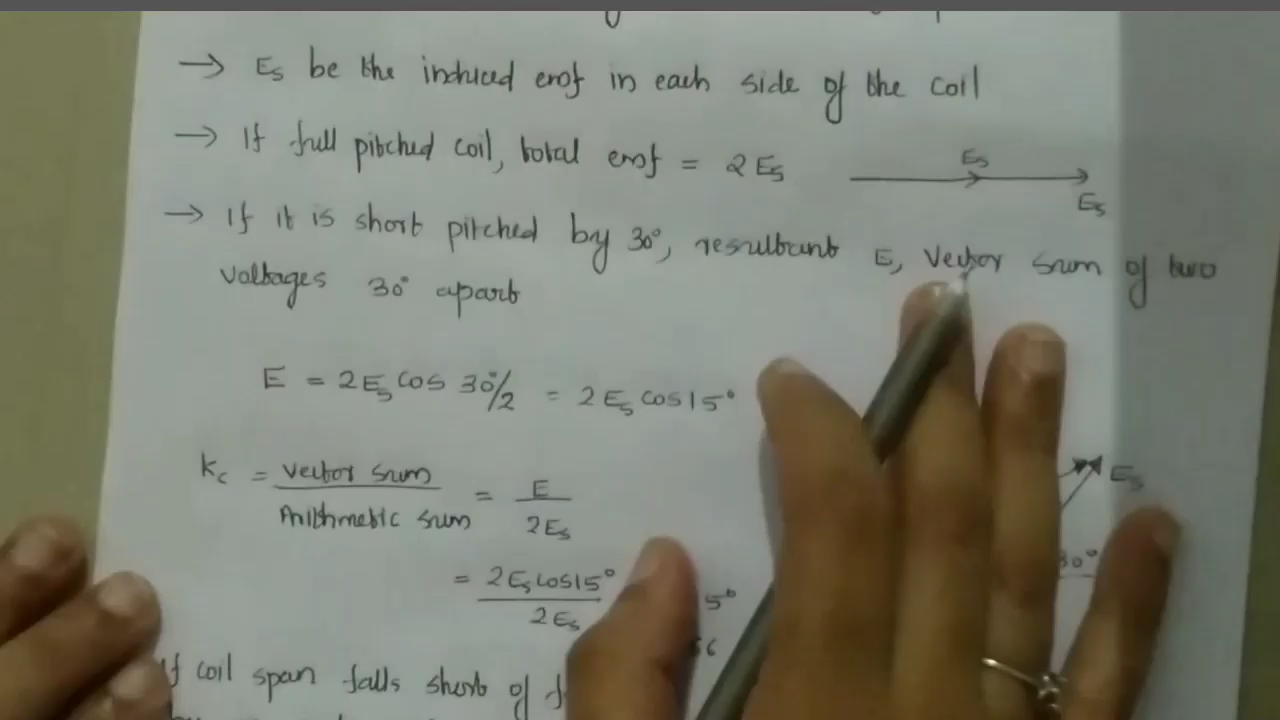 → Es be the induced emf in each side of the coil
→ If full pitched coil, total emf = 2Es
Es
Es
→ If it is short pitched by 30°, resultant E, vector sum of two
voltages 30° apart
E = 2Es cos 30°/2 = 2Es cos15°
kc = vector sum / Arithmetic sum = E / 2Es
Es
= 2Es cos15° / 2Es
5°
30°
If coil span falls short of f